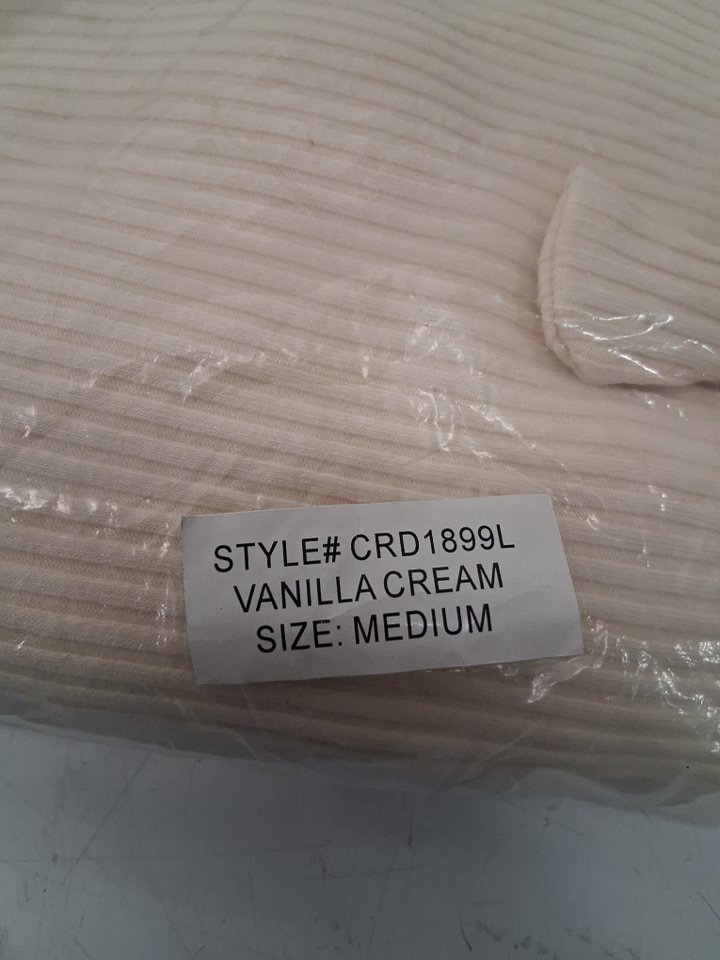 STYLE# CRD1899L
VANILLA CREAM
SIZE: MEDIUM